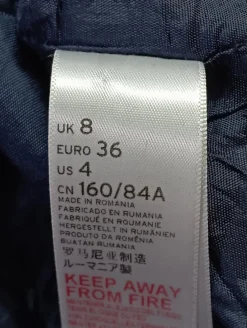 UK 8
EURO 36
US 4
CN 160/84A
MADE IN ROMANIA
FABRICADO EN RUMANIA
FABRIQUÉ EN ROUMANIE
HERGESTELLT IN RUMÄNIEN
PRODUTO DA ROMÊNIA
BUATAN RUMANIA
罗马尼亚制造
ルーマニア製
KEEP AWAY
FROM FIRE